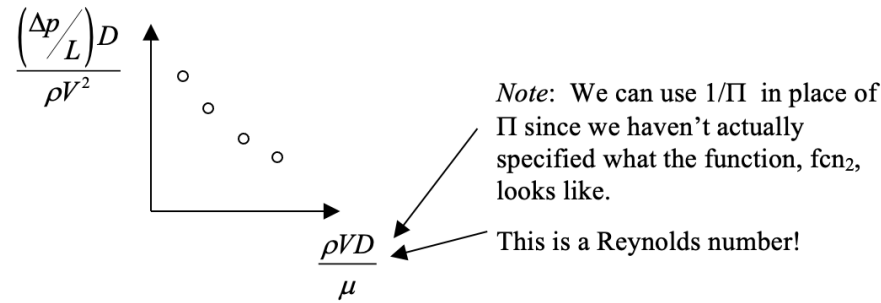 (Δp/L)D
ρV²
Note: We can use 1/Π in place of
Π since we haven't actually
specified what the function, fcn₂,
looks like.
This is a Reynolds number!
ρVD
μ